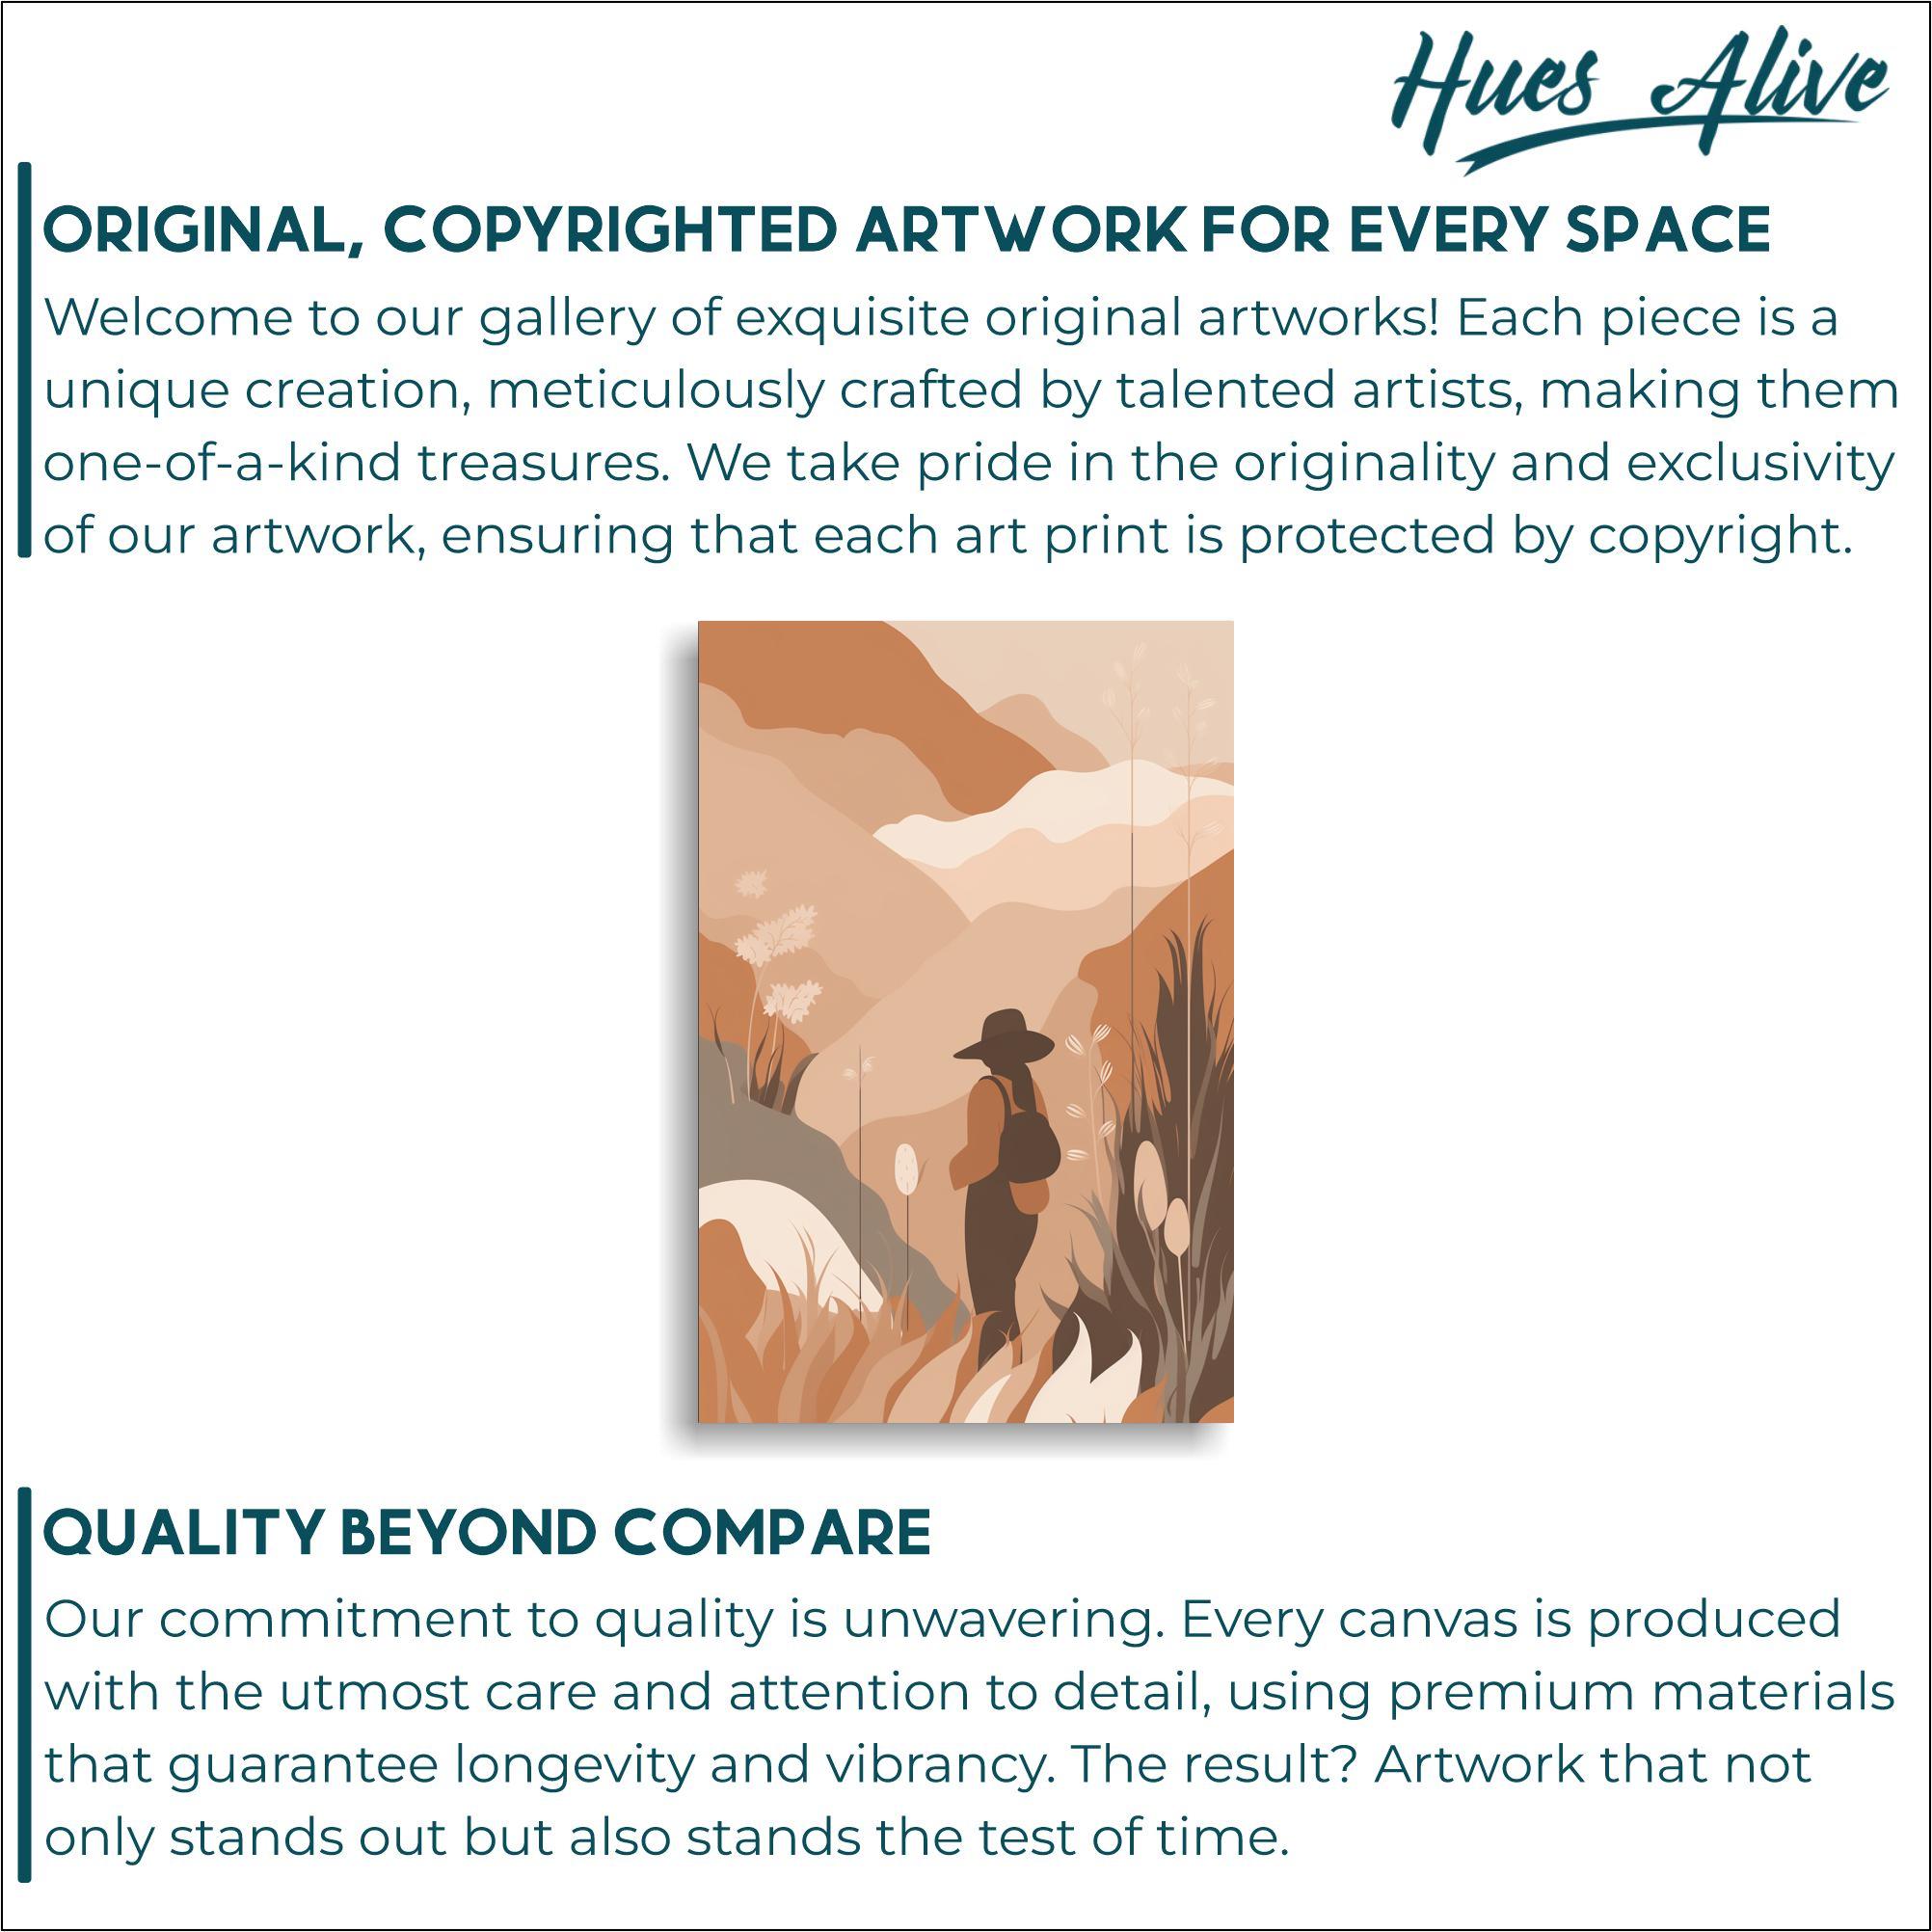 Hues Alive
ORIGINAL, COPYRIGHTED ARTWORK FOR EVERY SPACE
Welcome to our gallery of exquisite original artworks! Each piece is a
unique creation, meticulously crafted by talented artists, making them
one-of-a-kind treasures. We take pride in the originality and exclusivity
of our artwork, ensuring that each art print is protected by copyright.
QUALITY BEYOND COMPARE
Our commitment to quality is unwavering. Every canvas is produced
with the utmost care and attention to detail, using premium materials
that guarantee longevity and vibrancy. The result? Artwork that not
only stands out but also stands the test of time.